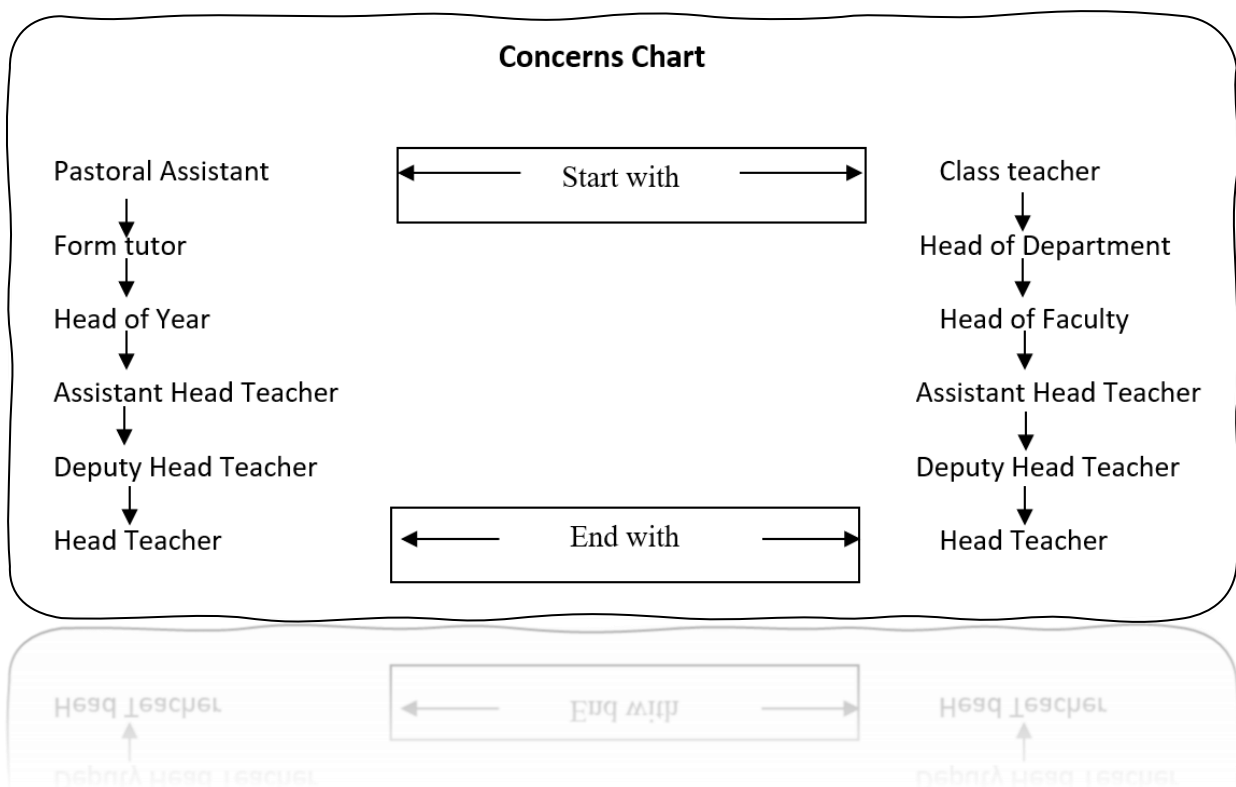 Concerns Chart
Pastoral Assistant Start with Class teacher
Form tutor Head of Department
Head of Year Head of Faculty
Assistant Head Teacher Assistant Head Teacher
Deputy Head Teacher Deputy Head Teacher
Head Teacher End with Head Teacher